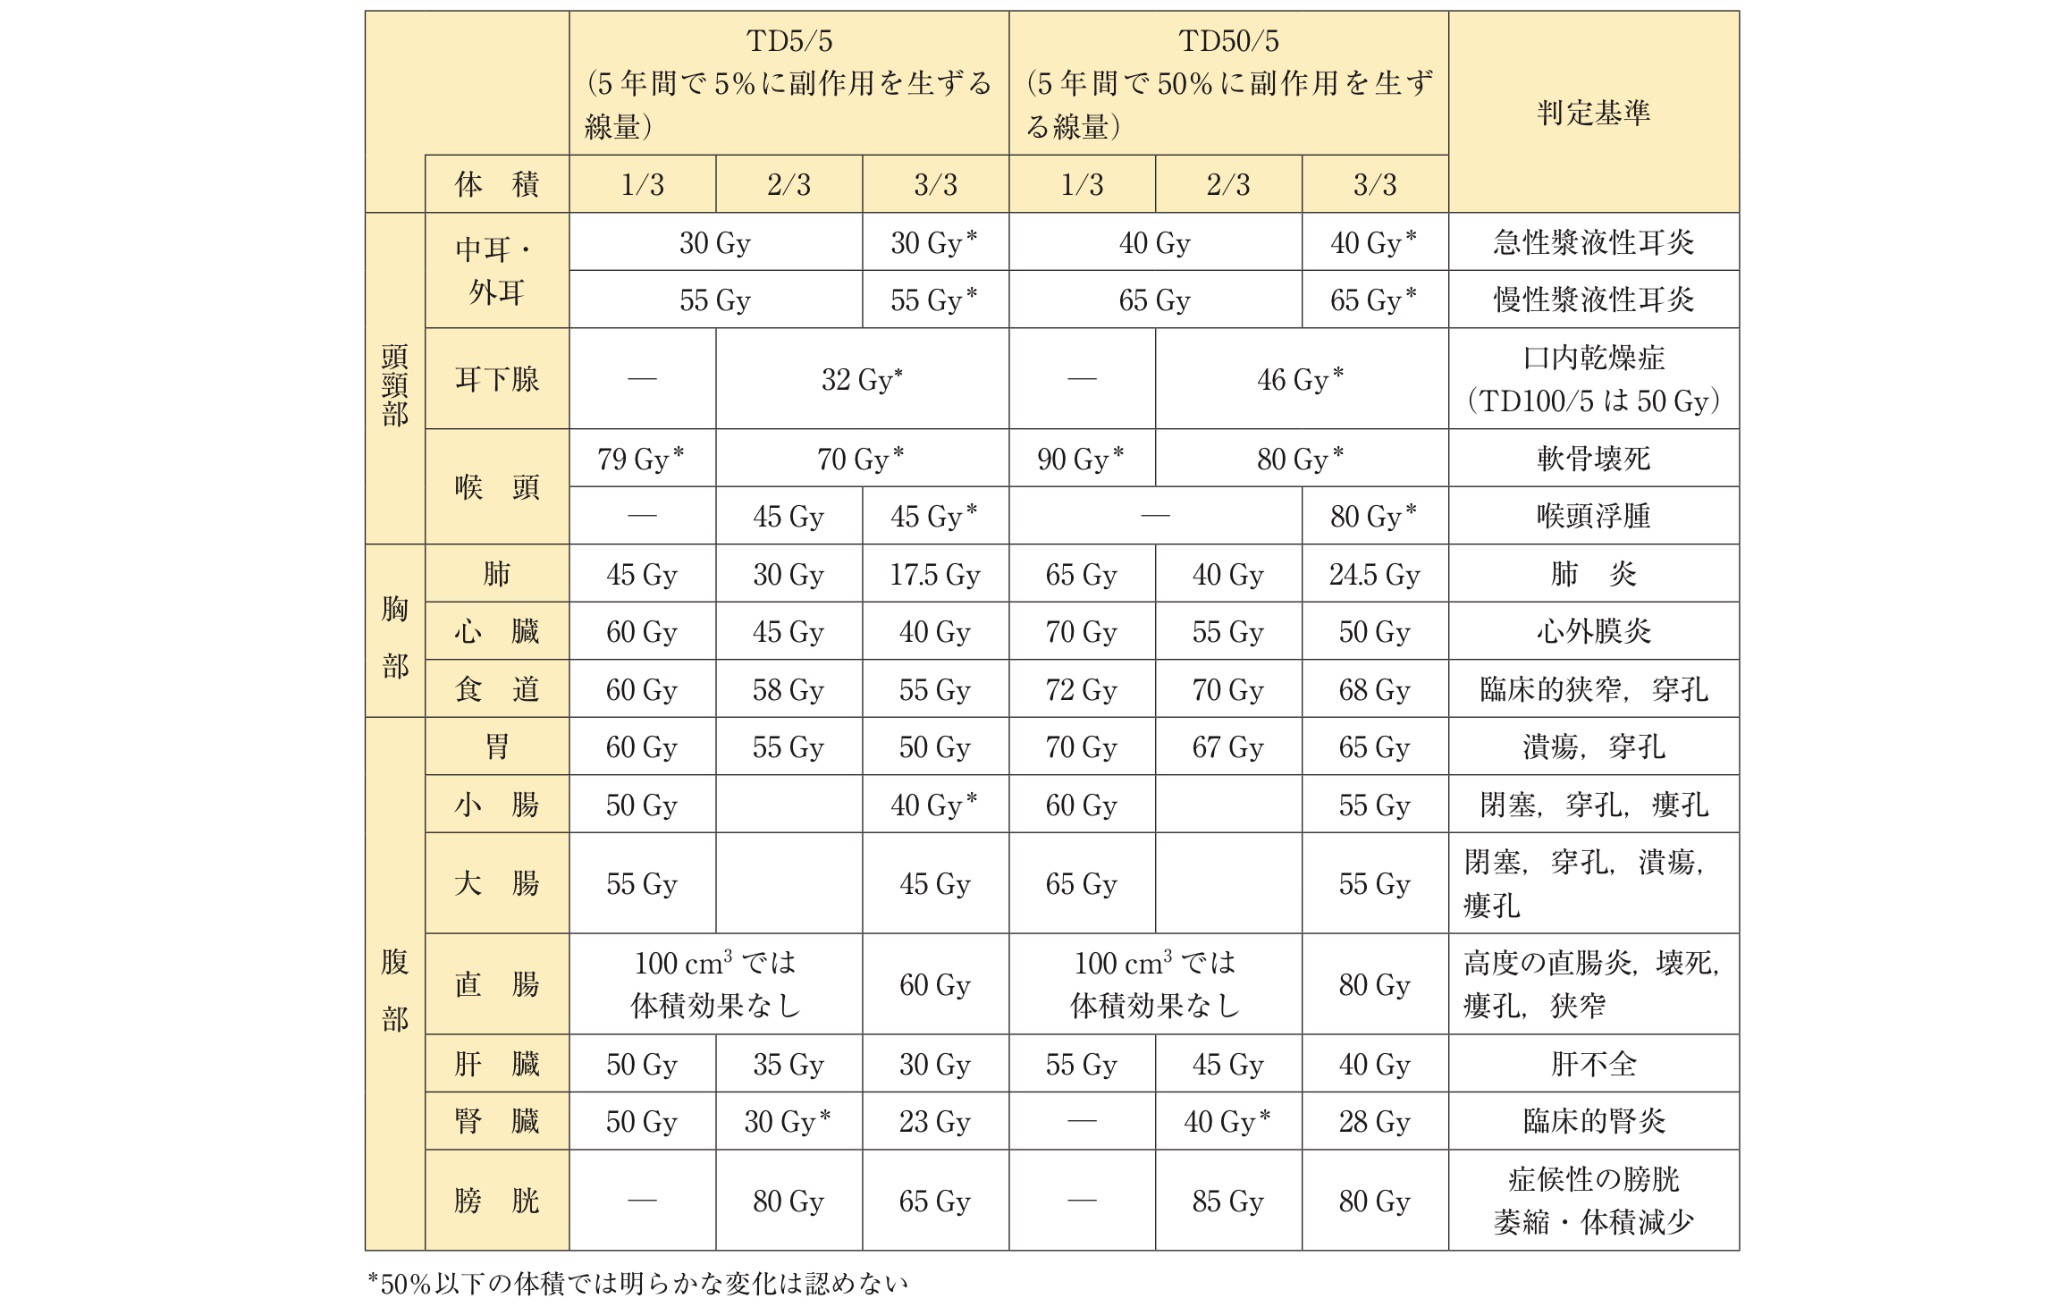 TD5/5
（5 年間で 5%に副作用を生ずる
線量）
TD50/5
（5 年間で 50%に副作用を生ず
る線量）
判定基準
体　積 1/3 2/3 3/3 1/3 2/3 3/3
頭頸部
中耳・
外耳
30 Gy 30 Gy* 40 Gy 40 Gy* 急性漿液性耳炎
55 Gy 55 Gy* 65 Gy 65 Gy* 慢性漿液性耳炎
耳下腺 — 32 Gy* — 46 Gy* 口内乾燥症
（TD100/5 は 50 Gy）
喉　頭
79 Gy* 70 Gy* 90 Gy* 80 Gy* 軟骨壊死
— 45 Gy 45 Gy* — 80 Gy* 喉頭浮腫
胸部
肺 45 Gy 30 Gy 17.5 Gy 65 Gy 40 Gy 24.5 Gy 肺　炎
心　臓 60 Gy 45 Gy 40 Gy 70 Gy 55 Gy 50 Gy 心外膜炎
食　道 60 Gy 58 Gy 55 Gy 72 Gy 70 Gy 68 Gy 臨床的狭窄，穿孔
腹部
胃 60 Gy 55 Gy 50 Gy 70 Gy 67 Gy 65 Gy 潰瘍，穿孔
小　腸 50 Gy 40 Gy* 60 Gy 55 Gy 閉塞，穿孔，瘻孔
大　腸 55 Gy 45 Gy 65 Gy 55 Gy 閉塞，穿孔，潰瘍，
瘻孔
直　腸
100 cm³ では
体積効果なし
60 Gy
100 cm³ では
体積効果なし
80 Gy
高度の直腸炎，壊死，
瘻孔，狭窄
肝　臓 50 Gy 35 Gy 30 Gy 55 Gy 45 Gy 40 Gy 肝不全
腎　臓 50 Gy 30 Gy* 23 Gy — 40 Gy* 28 Gy 臨床的腎炎
膀　胱 — 80 Gy 65 Gy — 85 Gy 80 Gy 症候性の膀胱
萎縮・体積減少
*50%以下の体積では明らかな変化は認めない